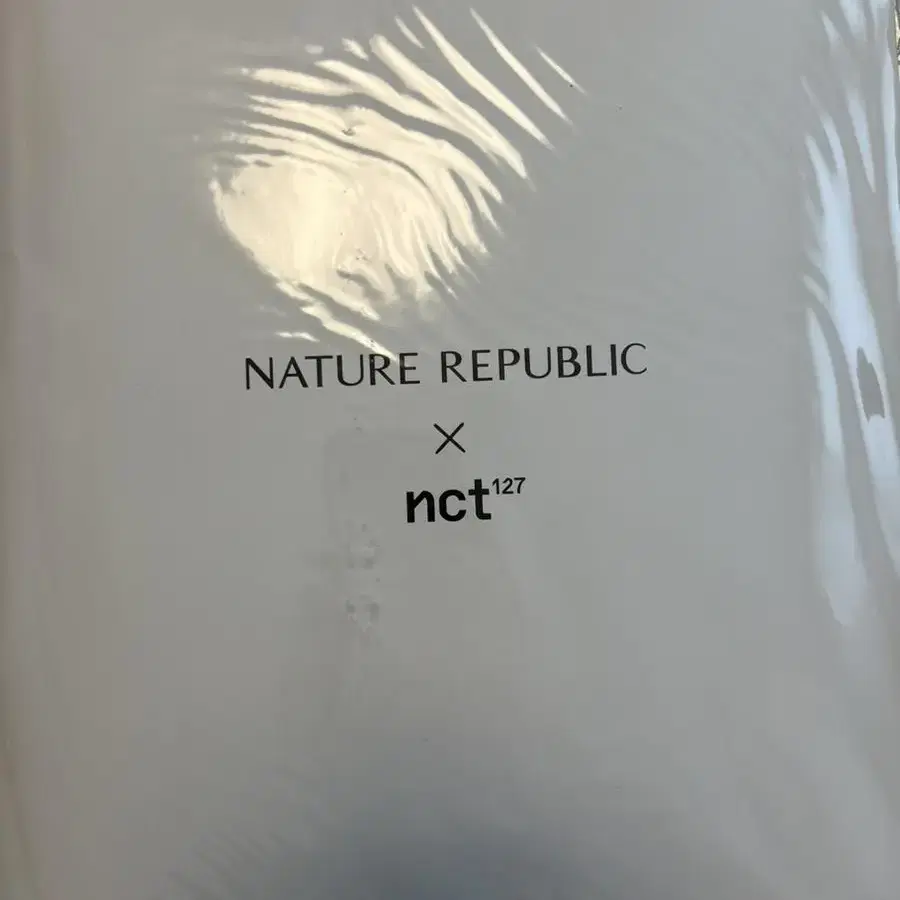 NATURE REPUBLIC
×
nct127